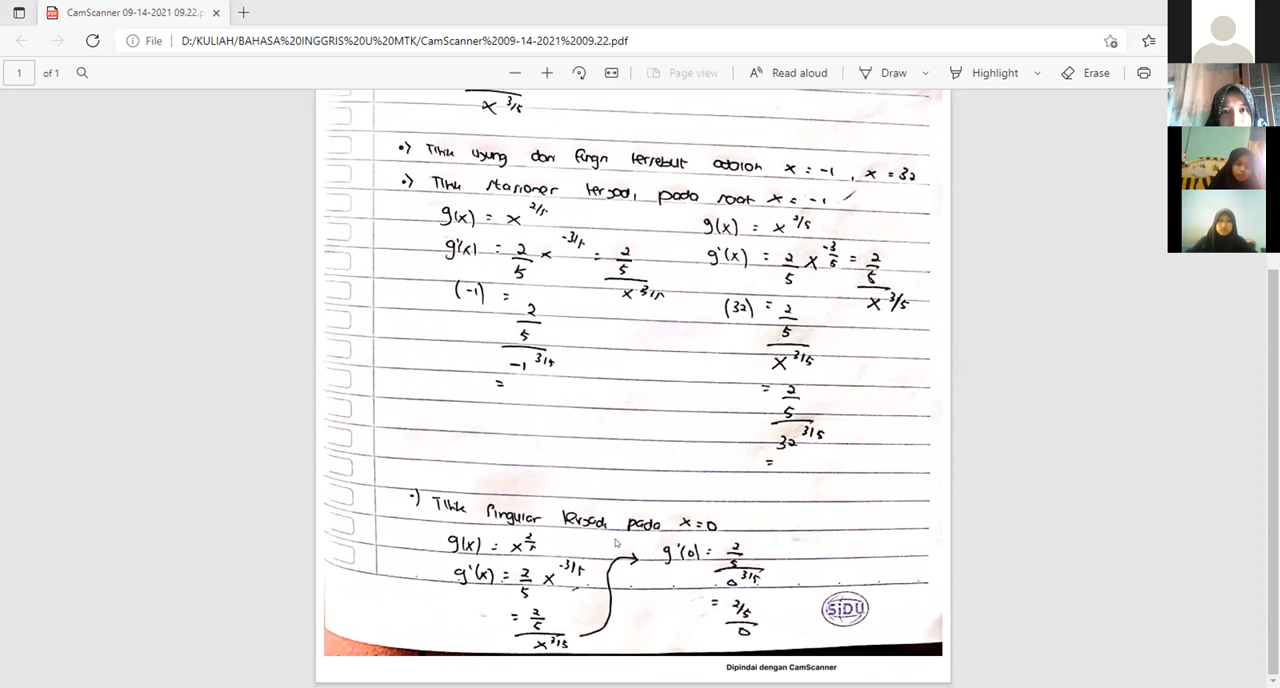 CamScanner 09-14-2021 09.22.p
File | D:/KULIAH/BAHASA%20INGGRIS%20U%20MTK/CamScanner%2009-14-2021%2009.22.pdf
1 of 1 Page view Read aloud Draw Highlight Erase
x^3/5
•) Titik ujung dari fungsi tersebut adalah x = -1, x = 32
•) Titik stasioner terjadi pada saat x = -1
g(x) = x^2/5
g'(x) = 2/5 x^-3/5 = 2/5 / x^3/5
(-1) = 2/5 / -1^3/5
=
g(x) = x^2/5
g'(x) = 2/5 x^-3/5 = 2/5 / x^3/5
(32) = 2/5 / x^3/5
= 2/5 / 32^3/5
=
•) Titik singular terjadi pada x = 0
g(x) = x^2/5
g'(x) = 2/5 x^-3/5
= 2/5 / x^3/5
g'(0) = 2/5 / 0^3/5
= 2/5 / 0
SiDU
Dipindai dengan CamScanner